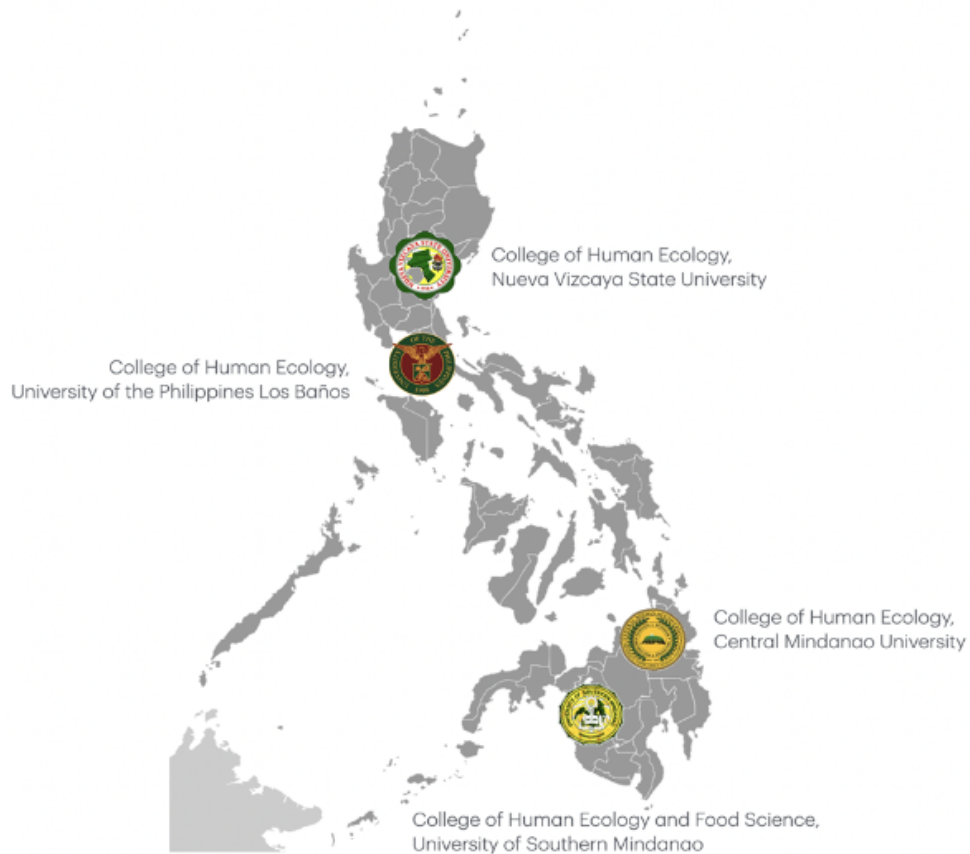 College of Human Ecology,
Nueva Vizcaya State University
College of Human Ecology,
University of the Philippines Los Baños
College of Human Ecology,
Central Mindanao University
College of Human Ecology and Food Science,
University of Southern Mindanao